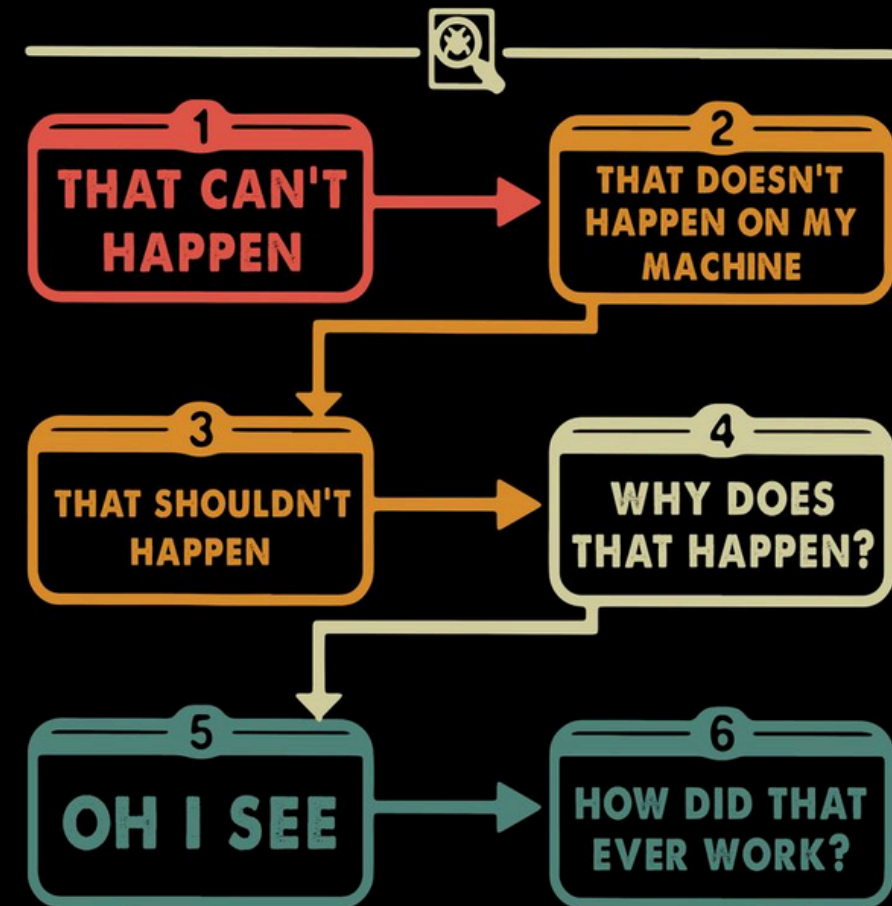 1
THAT CAN'T
HAPPEN
2
THAT DOESN'T
HAPPEN ON MY
MACHINE
3
THAT SHOULDN'T
HAPPEN
4
WHY DOES
THAT HAPPEN?
5
OH I SEE
6
HOW DID THAT
EVER WORK?